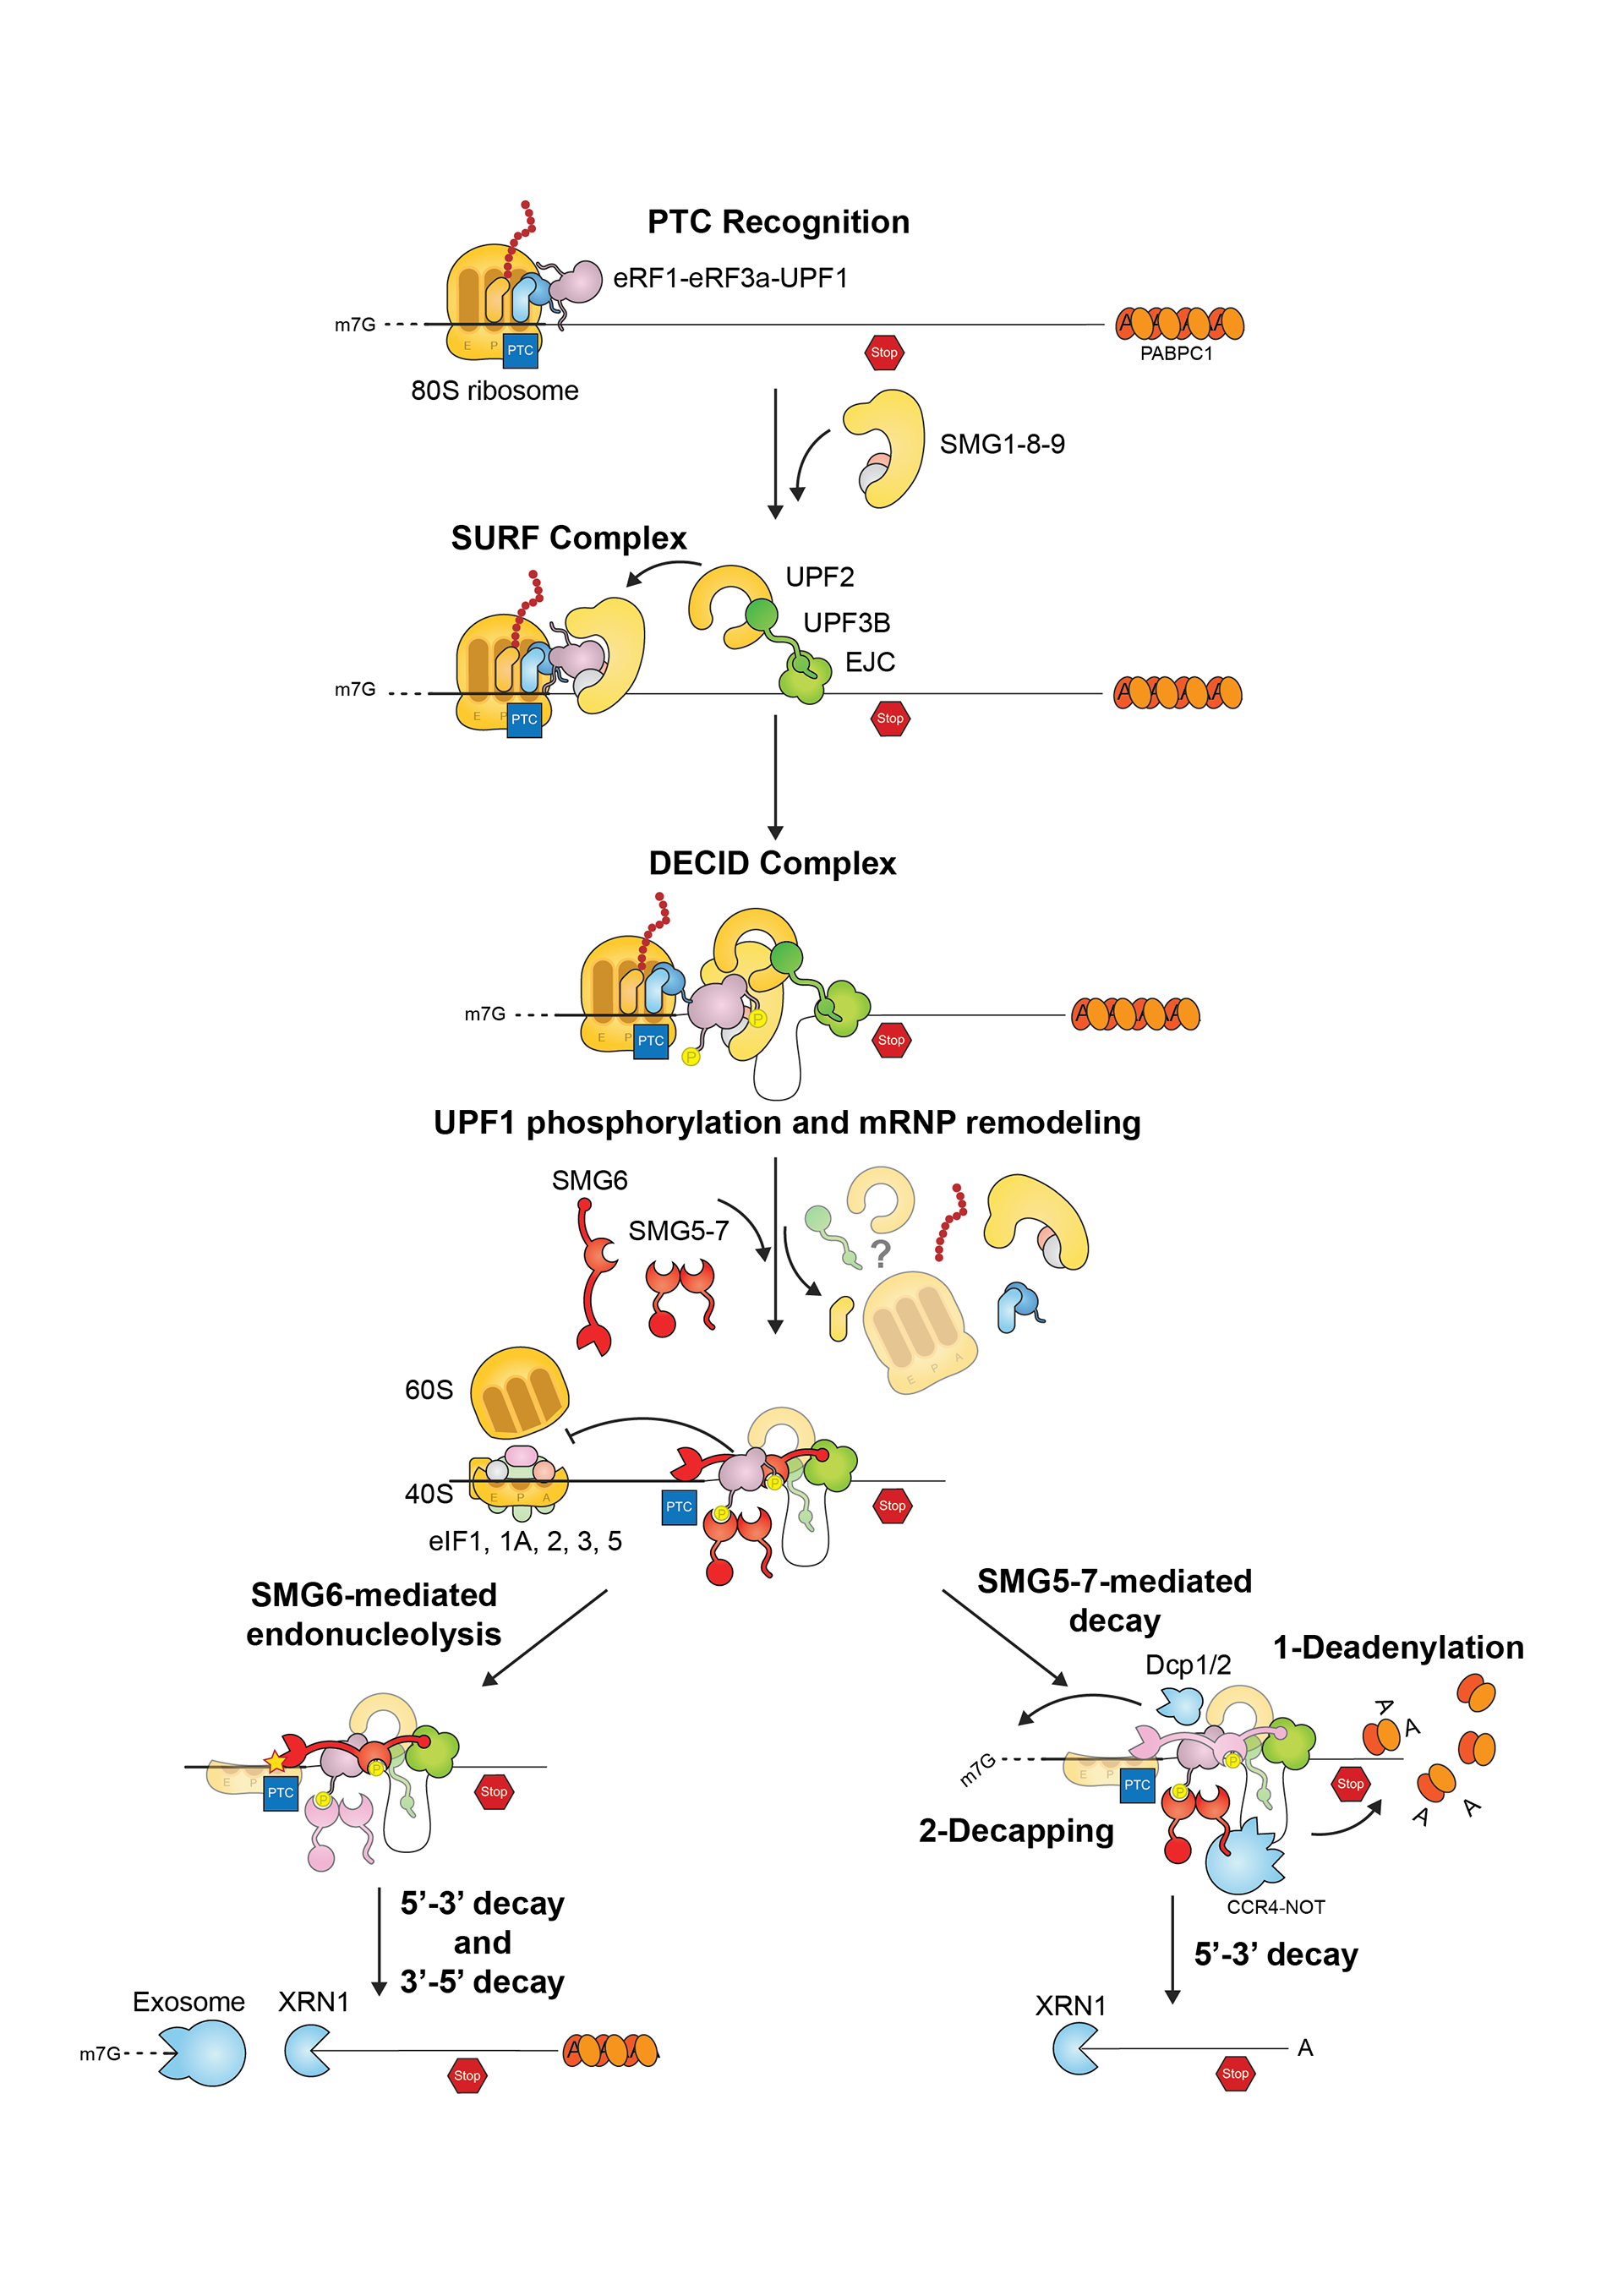 PTC Recognition
eRF1-eRF3a-UPF1
m7G
E P PTC
Stop
A A A A
PABPC1
80S ribosome
SMG1-8-9
SURF Complex
UPF2
UPF3B
EJC
m7G
E P PTC
Stop
A A A A
DECID Complex
m7G
E P PTC
P
P
Stop
A A A A
UPF1 phosphorylation and mRNP remodeling
SMG6
SMG5-7
?
E P A
60S
40S
E P A
eIF1, 1A, 2, 3, 5
PTC
P
P
Stop
SMG6-mediated
endonucleolysis
SMG5-7-mediated
decay
1-Deadenylation
Dcp1/2
A
A
E P
PTC
P
P
Stop
m7G
E P
PTC
P
P
Stop
A
A
2-Decapping
CCR4-NOT
5’-3’ decay
and
3’-5’ decay
5’-3’ decay
Exosome
XRN1
m7G
Stop
A A A A
XRN1
Stop
A